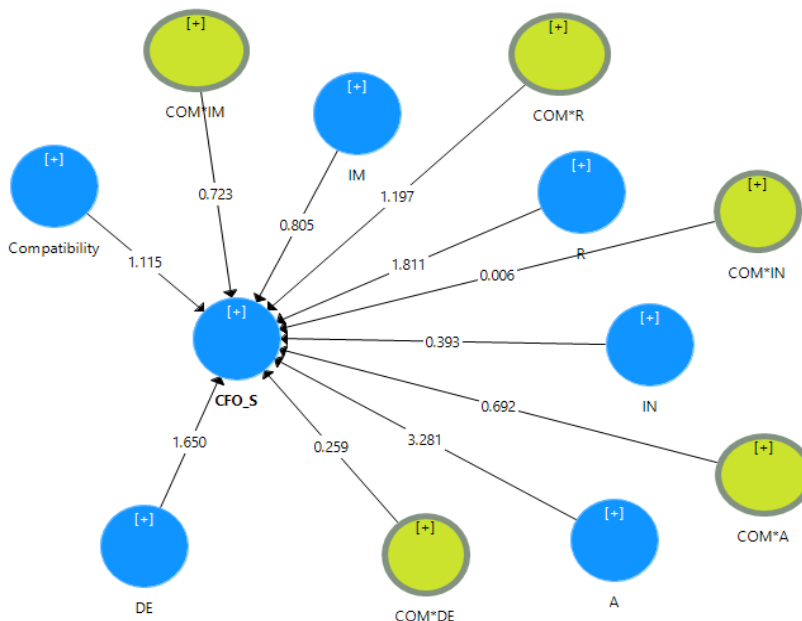 [+]
COM*IM
[+]
IM
[+]
COM*R
[+]
Compatibility
[+]
R
[+]
COM*IN
0.723
0.805
1.197
1.115
1.811
0.006
[+]
CFO_S
0.393
[+]
IN
0.692
[+]
COM*A
1.650
0.259
3.281
[+]
DE
[+]
COM*DE
[+]
A